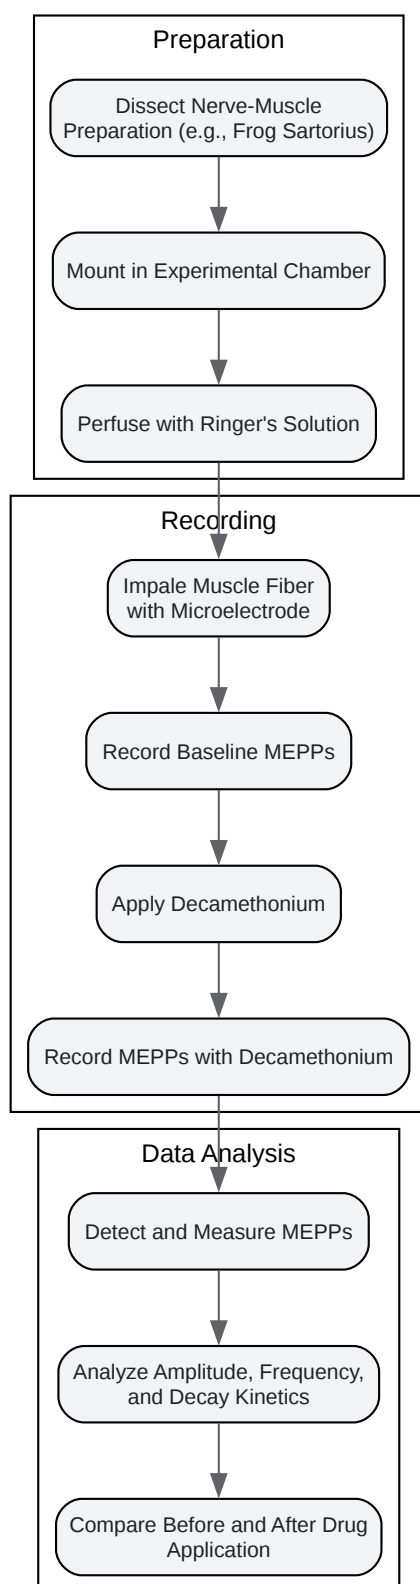 Preparation
Dissect Nerve-Muscle
Preparation (e.g., Frog Sartorius)
Mount in Experimental Chamber
Perfuse with Ringer's Solution
Recording
Impale Muscle Fiber
with Microelectrode
Record Baseline MEPPs
Apply Decamethonium
Record MEPPs with Decamethonium
Data Analysis
Detect and Measure MEPPs
Analyze Amplitude, Frequency,
and Decay Kinetics
Compare Before and After Drug
Application